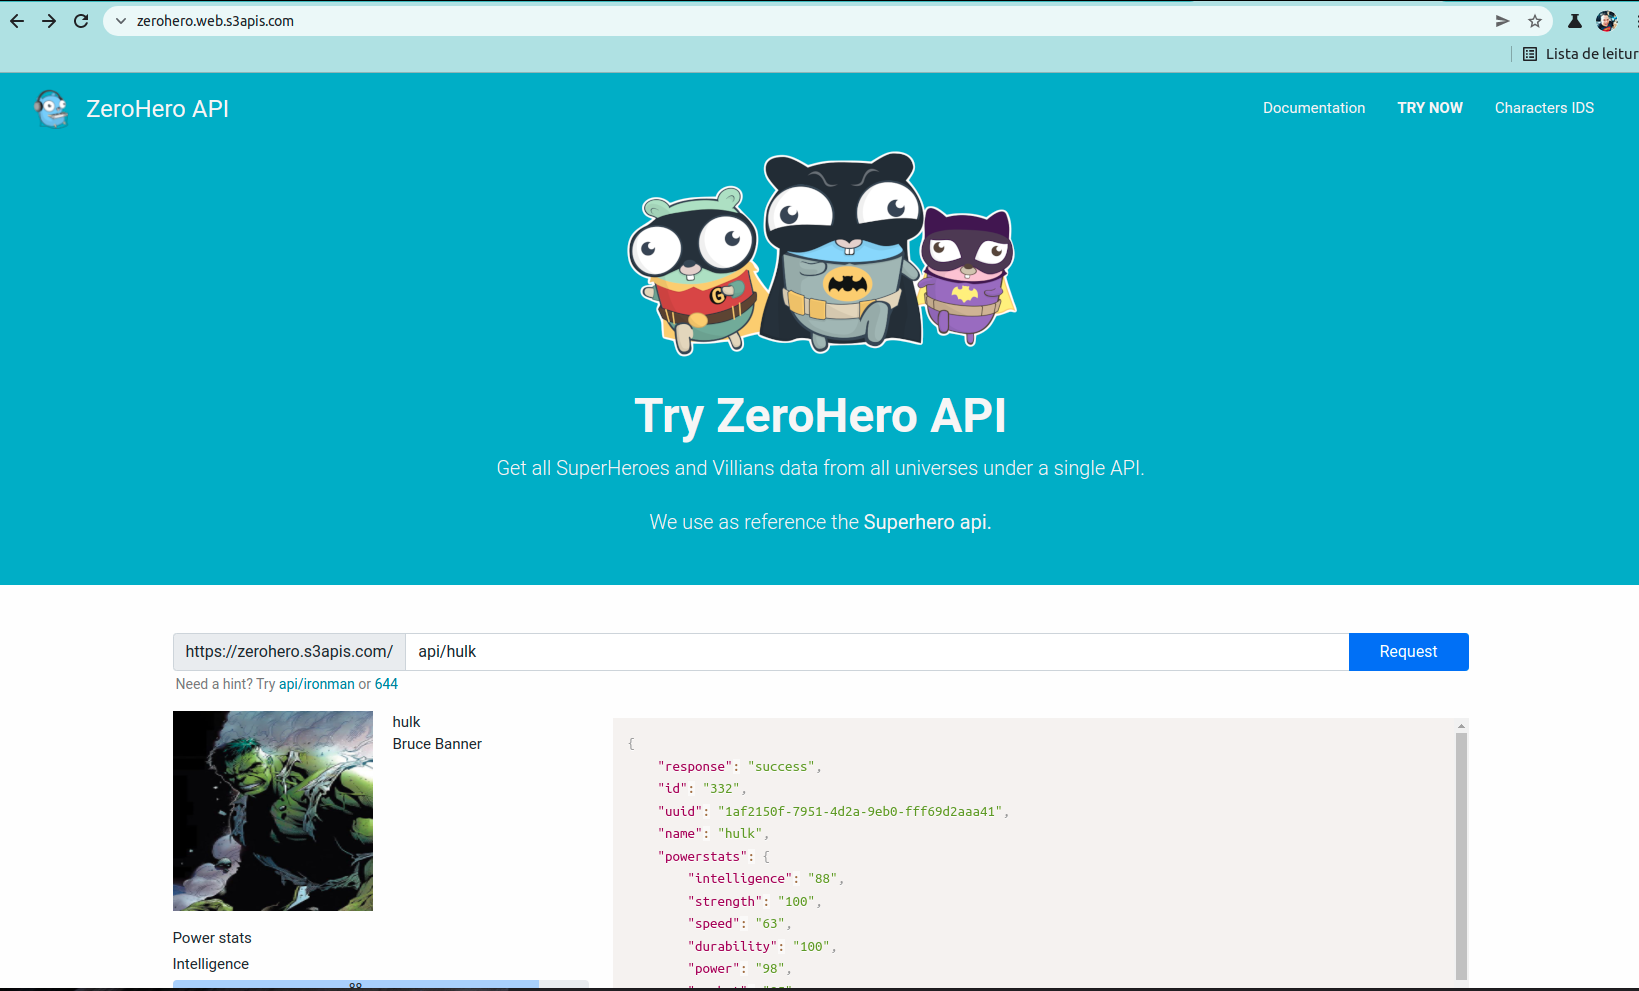 zerohero.web.s3apis.com
Lista de leitur
ZeroHero API
Documentation
TRY NOW
Characters IDS
G
Try ZeroHero API
Get all SuperHeroes and Villians data from all universes under a single API.
We use as reference the Superhero api.
https://zerohero.s3apis.com/
api/hulk
Request
Need a hint? Try api/ironman or 644
hulk
Bruce Banner
Power stats
Intelligence
88
{
"response": "success",
"id": "332",
"uuid": "1af2150f-7951-4d2a-9eb0-fff69d2aaa41",
"name": "hulk",
"powerstats": {
"intelligence": "88",
"strength": "100",
"speed": "63",
"durability": "100",
"power": "98",